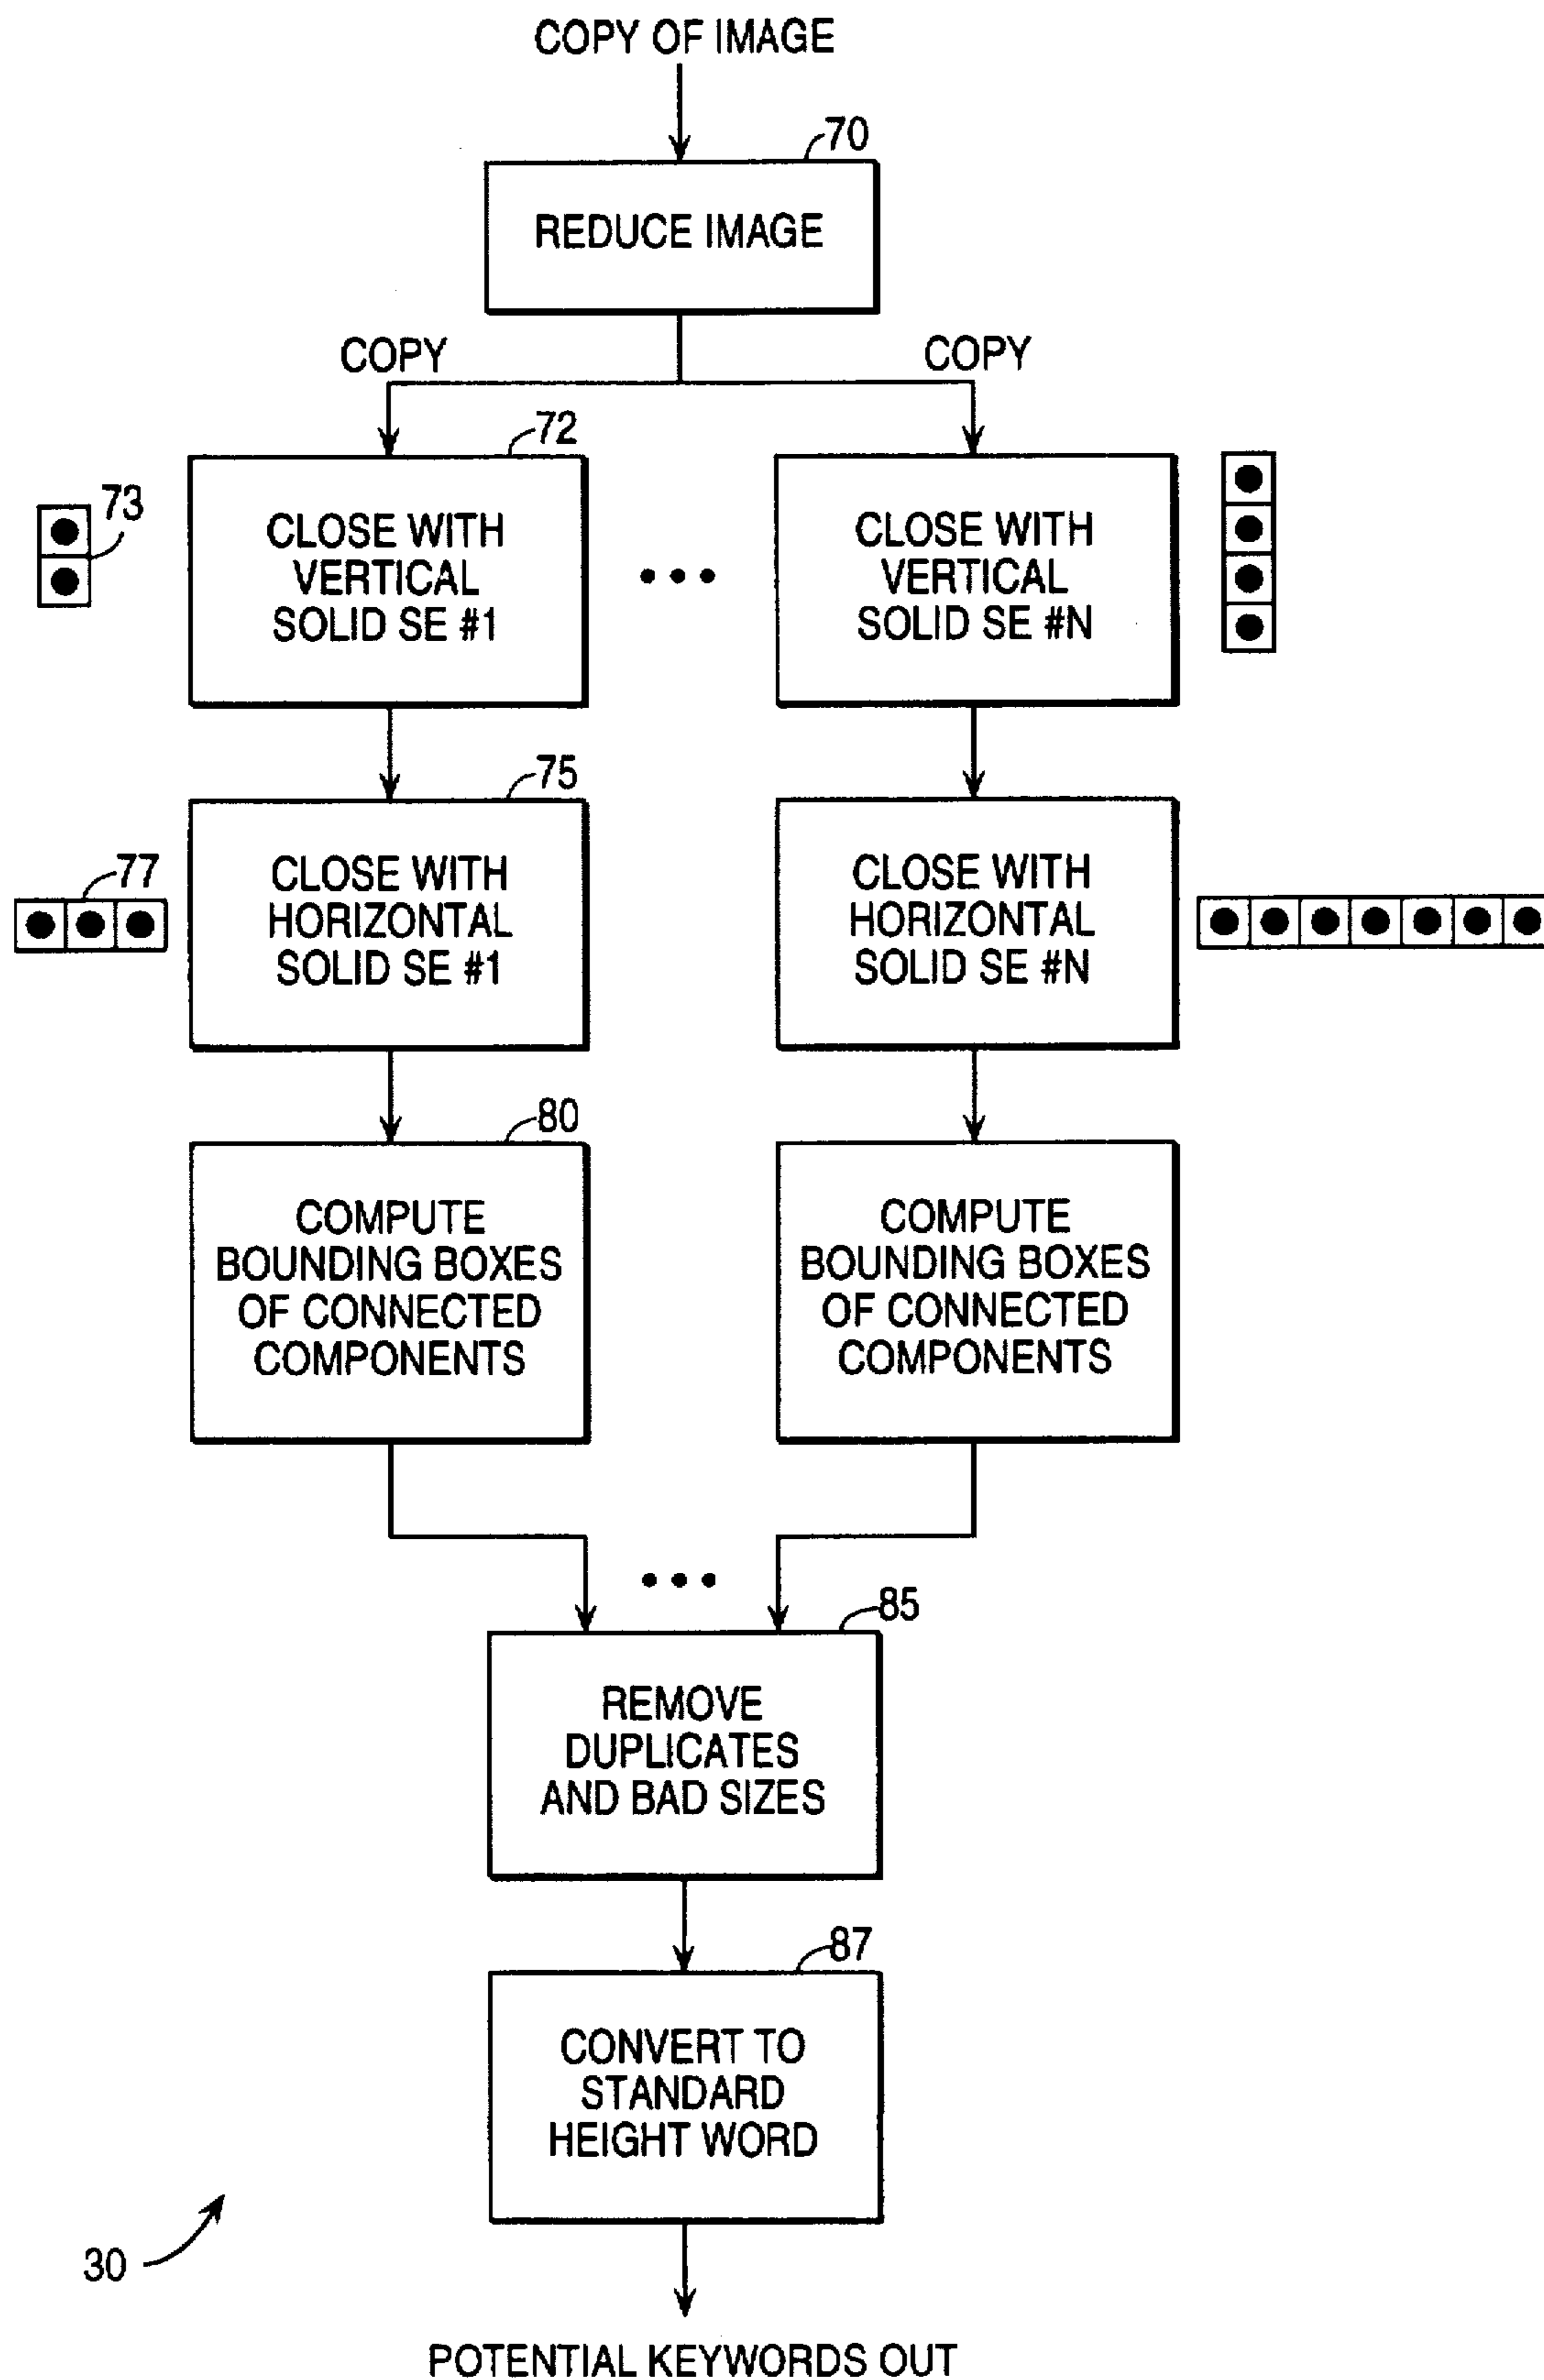 COPY OF IMAGE
70
REDUCE IMAGE
COPY
COPY
72
73
CLOSE WITH
VERTICAL
SOLID SE #1
• • •
CLOSE WITH
VERTICAL
SOLID SE #N
75
77
CLOSE WITH
HORIZONTAL
SOLID SE #1
CLOSE WITH
HORIZONTAL
SOLID SE #N
80
COMPUTE
BOUNDING BOXES
OF CONNECTED
COMPONENTS
COMPUTE
BOUNDING BOXES
OF CONNECTED
COMPONENTS
• • •
85
REMOVE
DUPLICATES
AND BAD SIZES
87
CONVERT TO
STANDARD
HEIGHT WORD
30
POTENTIAL KEYWORDS OUT